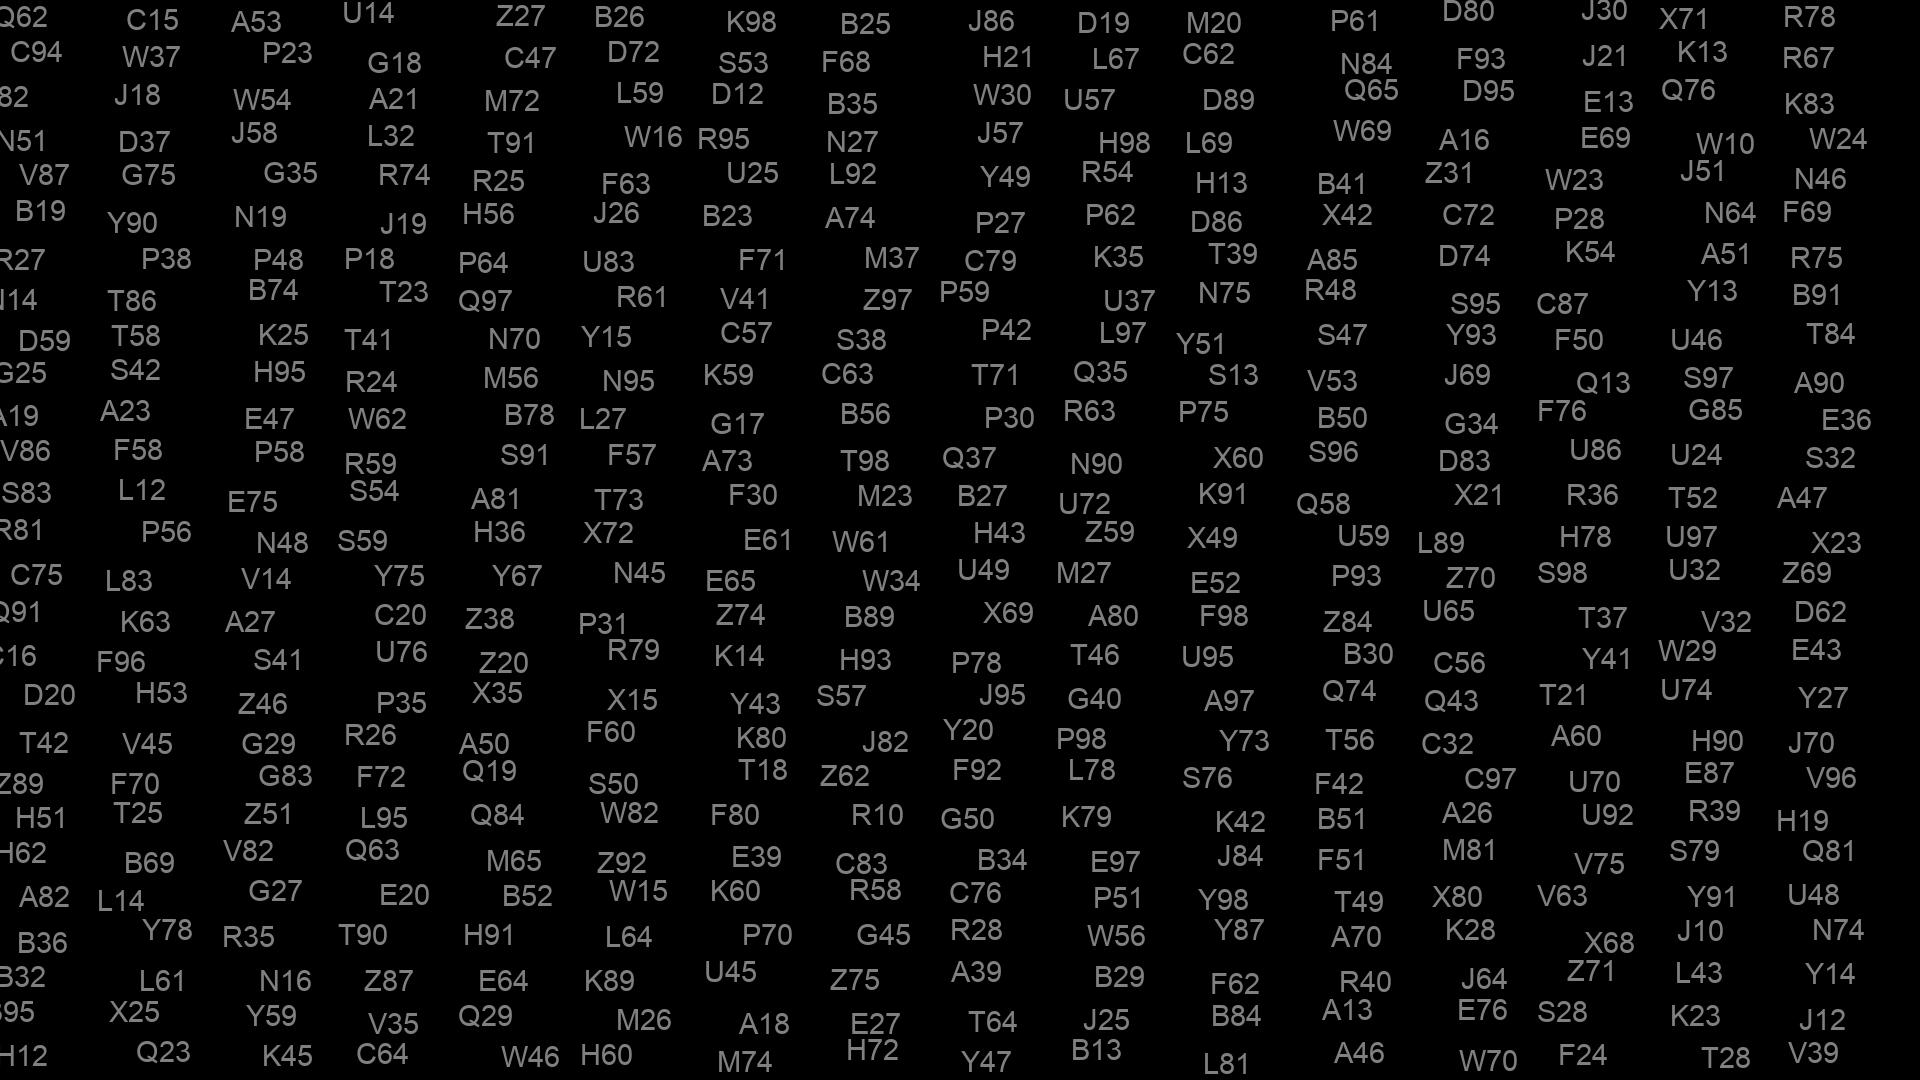 Q62 C15 A53 U14 Z27 B26 K98 B25 J86 D19 M20 P61 D80 J30 X71 R78
C94 W37 P23 G18 C47 D72 S53 F68 H21 L67 C62 N84 F93 J21 K13 R67
82 J18 W54 A21 M72 L59 D12 B35 W30 U57 D89 Q65 D95 E13 Q76 K83
N51 D37 J58 L32 T91 W16 R95 N27 J57 H98 L69 W69 A16 E69 W10 W24
V87 G75 G35 R74 R25 F63 U25 L92 Y49 R54 H13 B41 Z31 W23 J51 N46
B19 Y90 N19 J19 H56 J26 B23 A74 P27 P62 D86 X42 C72 P28 N64 F69
R27 P38 P48 P18 P64 U83 F71 M37 C79 K35 T39 A85 D74 K54 A51 R75
14 T86 B74 T23 Q97 R61 V41 Z97 P59 U37 N75 R48 S95 C87 Y13 B91
D59 T58 K25 T41 N70 Y15 C57 S38 P42 L97 Y51 S47 Y93 F50 U46 T84
G25 S42 H95 R24 M56 N95 K59 C63 T71 Q35 S13 V53 J69 Q13 S97 A90
A19 A23 E47 W62 B78 L27 G17 B56 P30 R63 P75 B50 G34 F76 G85 E36
V86 F58 P58 R59 S91 F57 A73 T98 Q37 N90 X60 S96 D83 U86 U24 S32
S83 L12 E75 S54 A81 T73 F30 M23 B27 U72 K91 Q58 X21 R36 T52 A47
R81 P56 N48 S59 H36 X72 E61 W61 H43 Z59 X49 U59 L89 H78 U97 X23
C75 L83 V14 Y75 Y67 N45 E65 W34 U49 M27 E52 P93 Z70 S98 U32 Z69
Q91 K63 A27 C20 Z38 P31 Z74 B89 X69 A80 F98 Z84 U65 T37 V32 D62
C16 F96 S41 U76 Z20 R79 K14 H93 P78 T46 U95 B30 C56 Y41 W29 E43
D20 H53 Z46 P35 X35 X15 Y43 S57 J95 G40 A97 Q74 Q43 T21 U74 Y27
T42 V45 G29 R26 A50 F60 K80 J82 Y20 P98 Y73 T56 C32 A60 H90 J70
Z89 F70 G83 F72 Q19 S50 T18 Z62 F92 L78 S76 F42 C97 U70 E87 V96
H51 T25 Z51 L95 Q84 W82 F80 R10 G50 K79 K42 B51 A26 U92 R39 H19
H62 B69 V82 Q63 M65 Z92 E39 C83 B34 E97 J84 F51 M81 V75 S79 Q81
A82 L14 G27 E20 B52 W15 K60 R58 C76 P51 Y98 T49 X80 V63 Y91 U48
B36 Y78 R35 T90 H91 L64 P70 G45 R28 W56 Y87 A70 K28 X68 J10 N74
B32 L61 N16 Z87 E64 K89 U45 Z75 A39 B29 F62 R40 J64 Z71 L43 Y14
95 X25 Y59 V35 Q29 M26 A18 E27 T64 J25 B84 A13 E76 S28 K23 J12
H12 Q23 K45 C64 W46 H60 M74 H72 Y47 B13 L81 A46 W70 F24 T28 V39